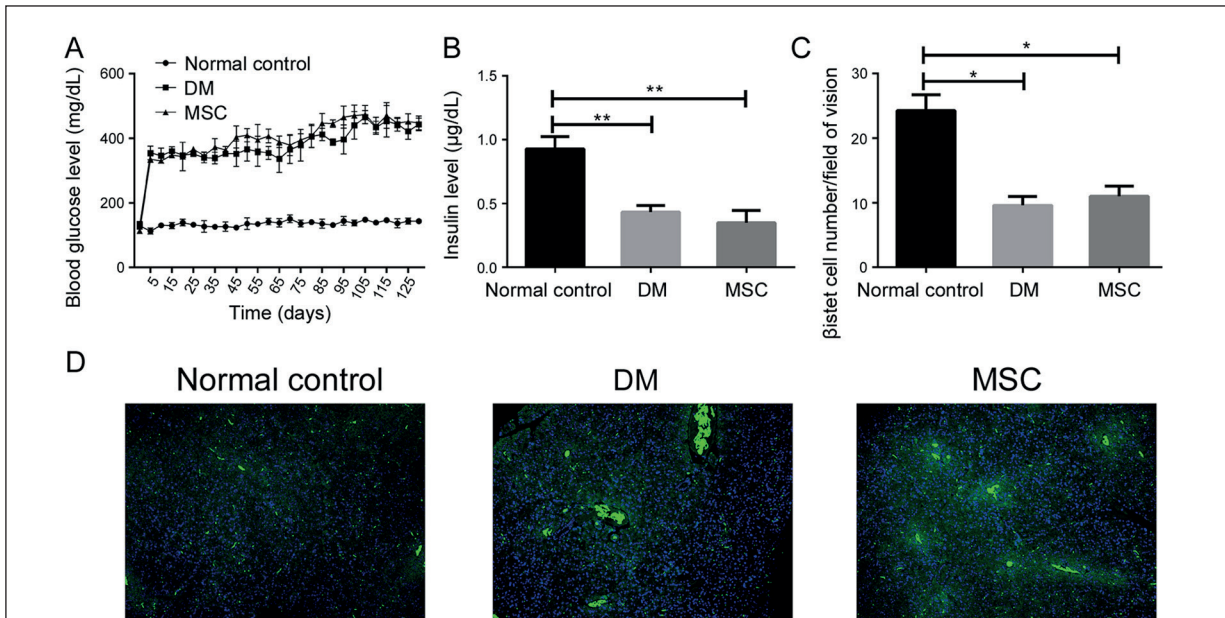 A
Normal control
DM
MSC
Blood glucose level (mg/dL)
600
400
200
0
5
15
25
35
45
55
65
75
85
95
105
115
125
Time (days)
B
Insulin level (µg/dL)
1.5
1.0
0.5
0.0
**
**
Normal control
DM
MSC
C
βistet cell number/field of vision
30
20
10
0
*
*
Normal control
DM
MSC
D
Normal control
DM
MSC